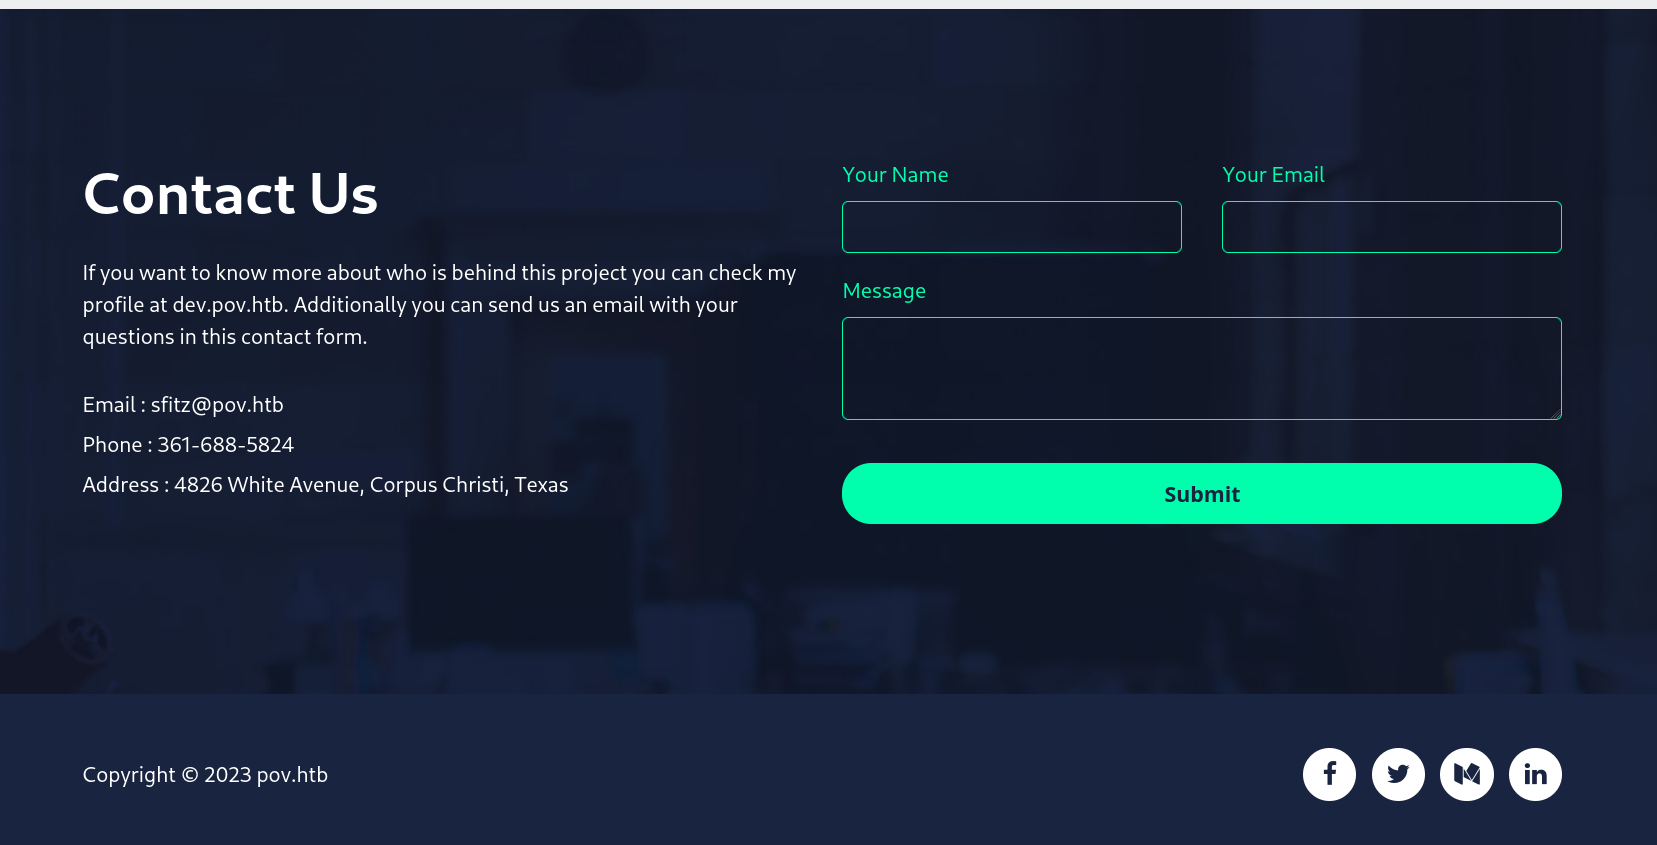 Contact Us
If you want to know more about who is behind this project you can check my
profile at dev.pov.htb. Additionally you can send us an email with your
questions in this contact form.
Email : sfitz@pov.htb
Phone : 361-688-5824
Address : 4826 White Avenue, Corpus Christi, Texas
Your Name
Your Email
Message
Submit
Copyright © 2023 pov.htb